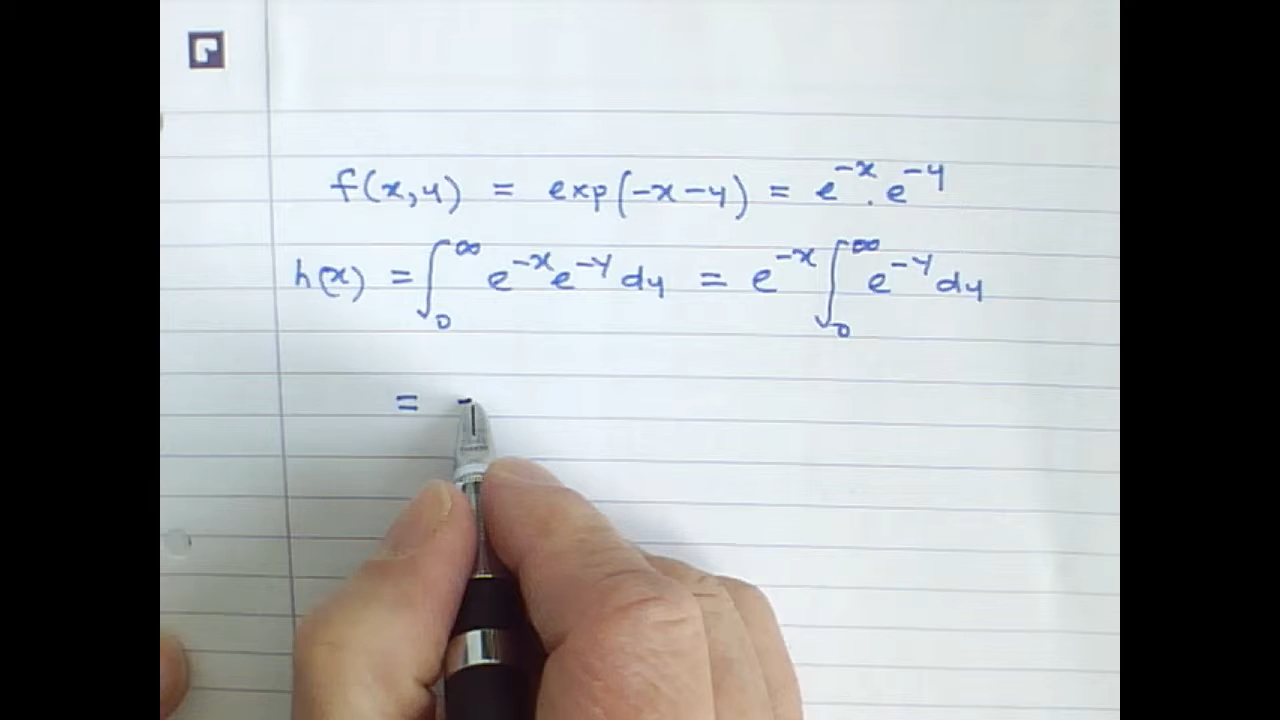 f(x,y) = exp(-x-y) = e^{-x} . e^{-y}
h(x) = ∫_0^∞ e^{-x} e^{-y} dy = e^{-x} ∫_0^∞ e^{-y} dy
= -